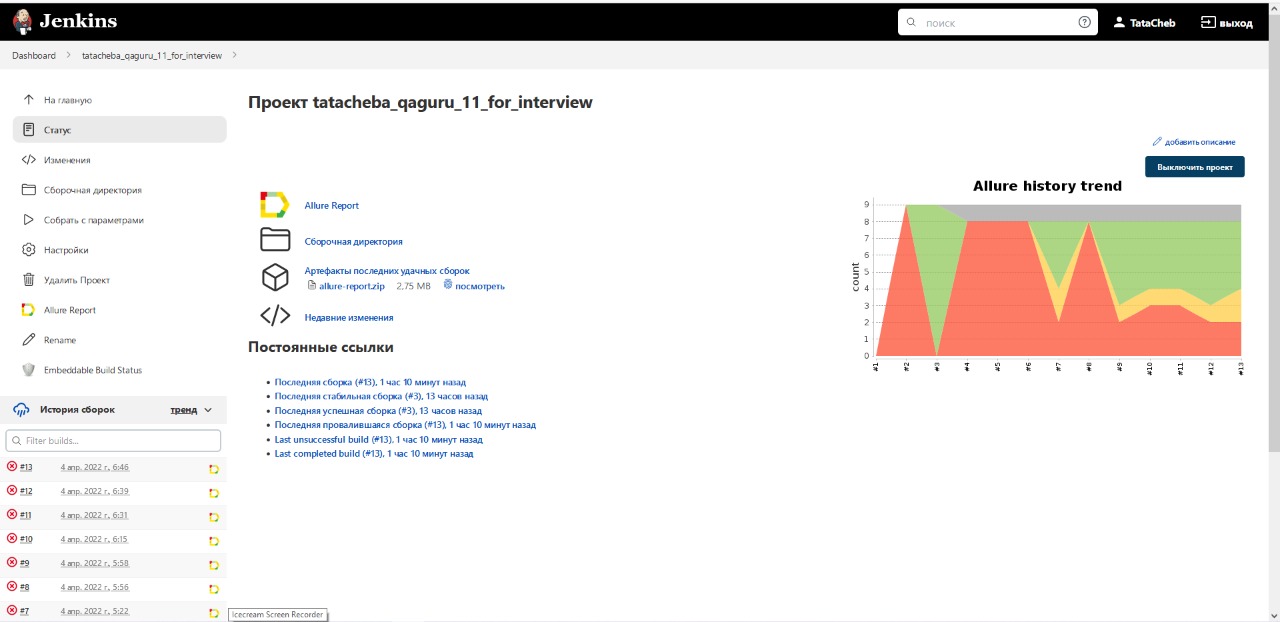 Jenkins
поиск
TataCheb
выход
Dashboard
tatacheba_qaguru_11_for_interview
На главную
Статус
Изменения
Сборочная директория
Собрать с параметрами
Настройки
Удалить Проект
Allure Report
Rename
Embeddable Build Status
История сборок
тренд
Filter builds...
#13 4 апр. 2022 г., 6:46
#12 4 апр. 2022 г., 6:39
#11 4 апр. 2022 г., 6:31
#10 4 апр. 2022 г., 6:15
#9 4 апр. 2022 г., 5:58
#8 4 апр. 2022 г., 5:56
#7 4 апр. 2022 г., 5:22
Icecream Screen Recorder
Проект tatacheba_qaguru_11_for_interview
добавить описание
Выключить проект
Allure Report
Сборочная директория
Артефакты последних удачных сборок
allure-report.zip 2,75 MB посмотреть
Недавние изменения
Постоянные ссылки
Последняя сборка (#13), 1 час 10 минут назад
Последняя стабильная сборка (#3), 13 часов назад
Последняя успешная сборка (#3), 13 часов назад
Последняя провалившаяся сборка (#13), 1 час 10 минут назад
Last unsuccessful build (#13), 1 час 10 минут назад
Last completed build (#13), 1 час 10 минут назад
Allure history trend
count
9
8
7
6
5
4
3
2
1
0
#1 #2 #3 #4 #5 #6 #7 #8 #9 #10 #11 #12 #13